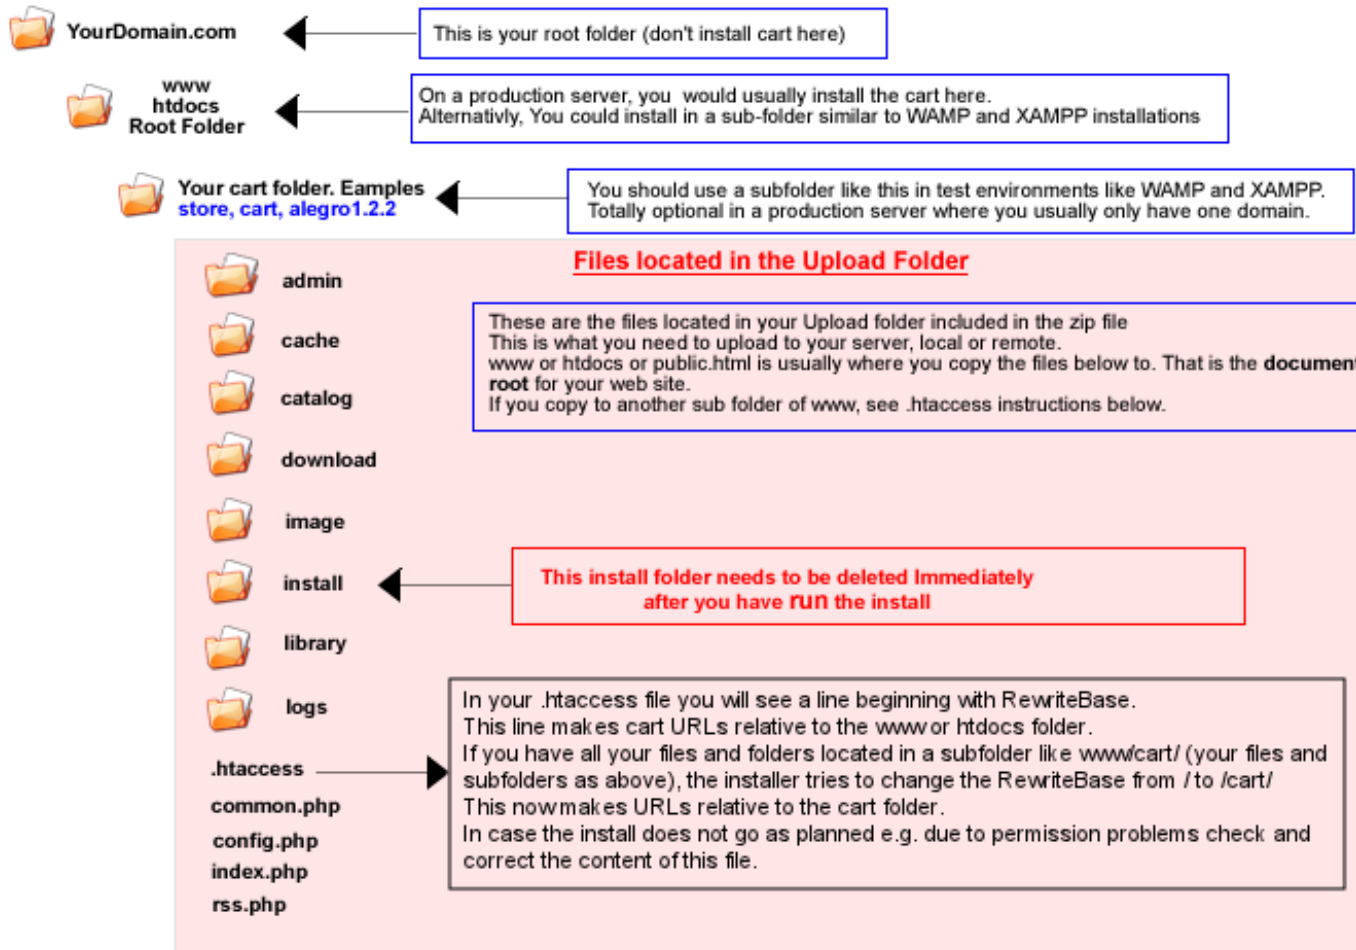 YourDomain.com
This is your root folder (don't install cart here)
www
htdocs
Root Folder
On a production server, you would usually install the cart here.
Alternativly, You could install in a sub-folder similar to WAMP and XAMPP installations
Your cart folder. Eamples
store, cart, alegro1.2.2
You should use a subfolder like this in test environments like WAMP and XAMPP.
Totally optional in a production server where you usually only have one domain.
Files located in the Upload Folder
admin
cache
catalog
download
image
install
library
logs
.htaccess
common.php
config.php
index.php
rss.php
These are the files located in your Upload folder included in the zip file
This is what you need to upload to your server, local or remote.
www or htdocs or public.html is usually where you copy the files below to. That is the document
root for your web site.
If you copy to another sub folder of www, see .htaccess instructions below.
This install folder needs to be deleted Immediately
after you have run the install
In your .htaccess file you will see a line beginning with RewriteBase.
This line makes cart URLs relative to the www or htdocs folder.
If you have all your files and folders located in a subfolder like www/cart/ (your files and
subfolders as above), the installer tries to change the RewriteBase from / to /cart/
This now makes URLs relative to the cart folder.
In case the install does not go as planned e.g. due to permission problems check and
correct the content of this file.